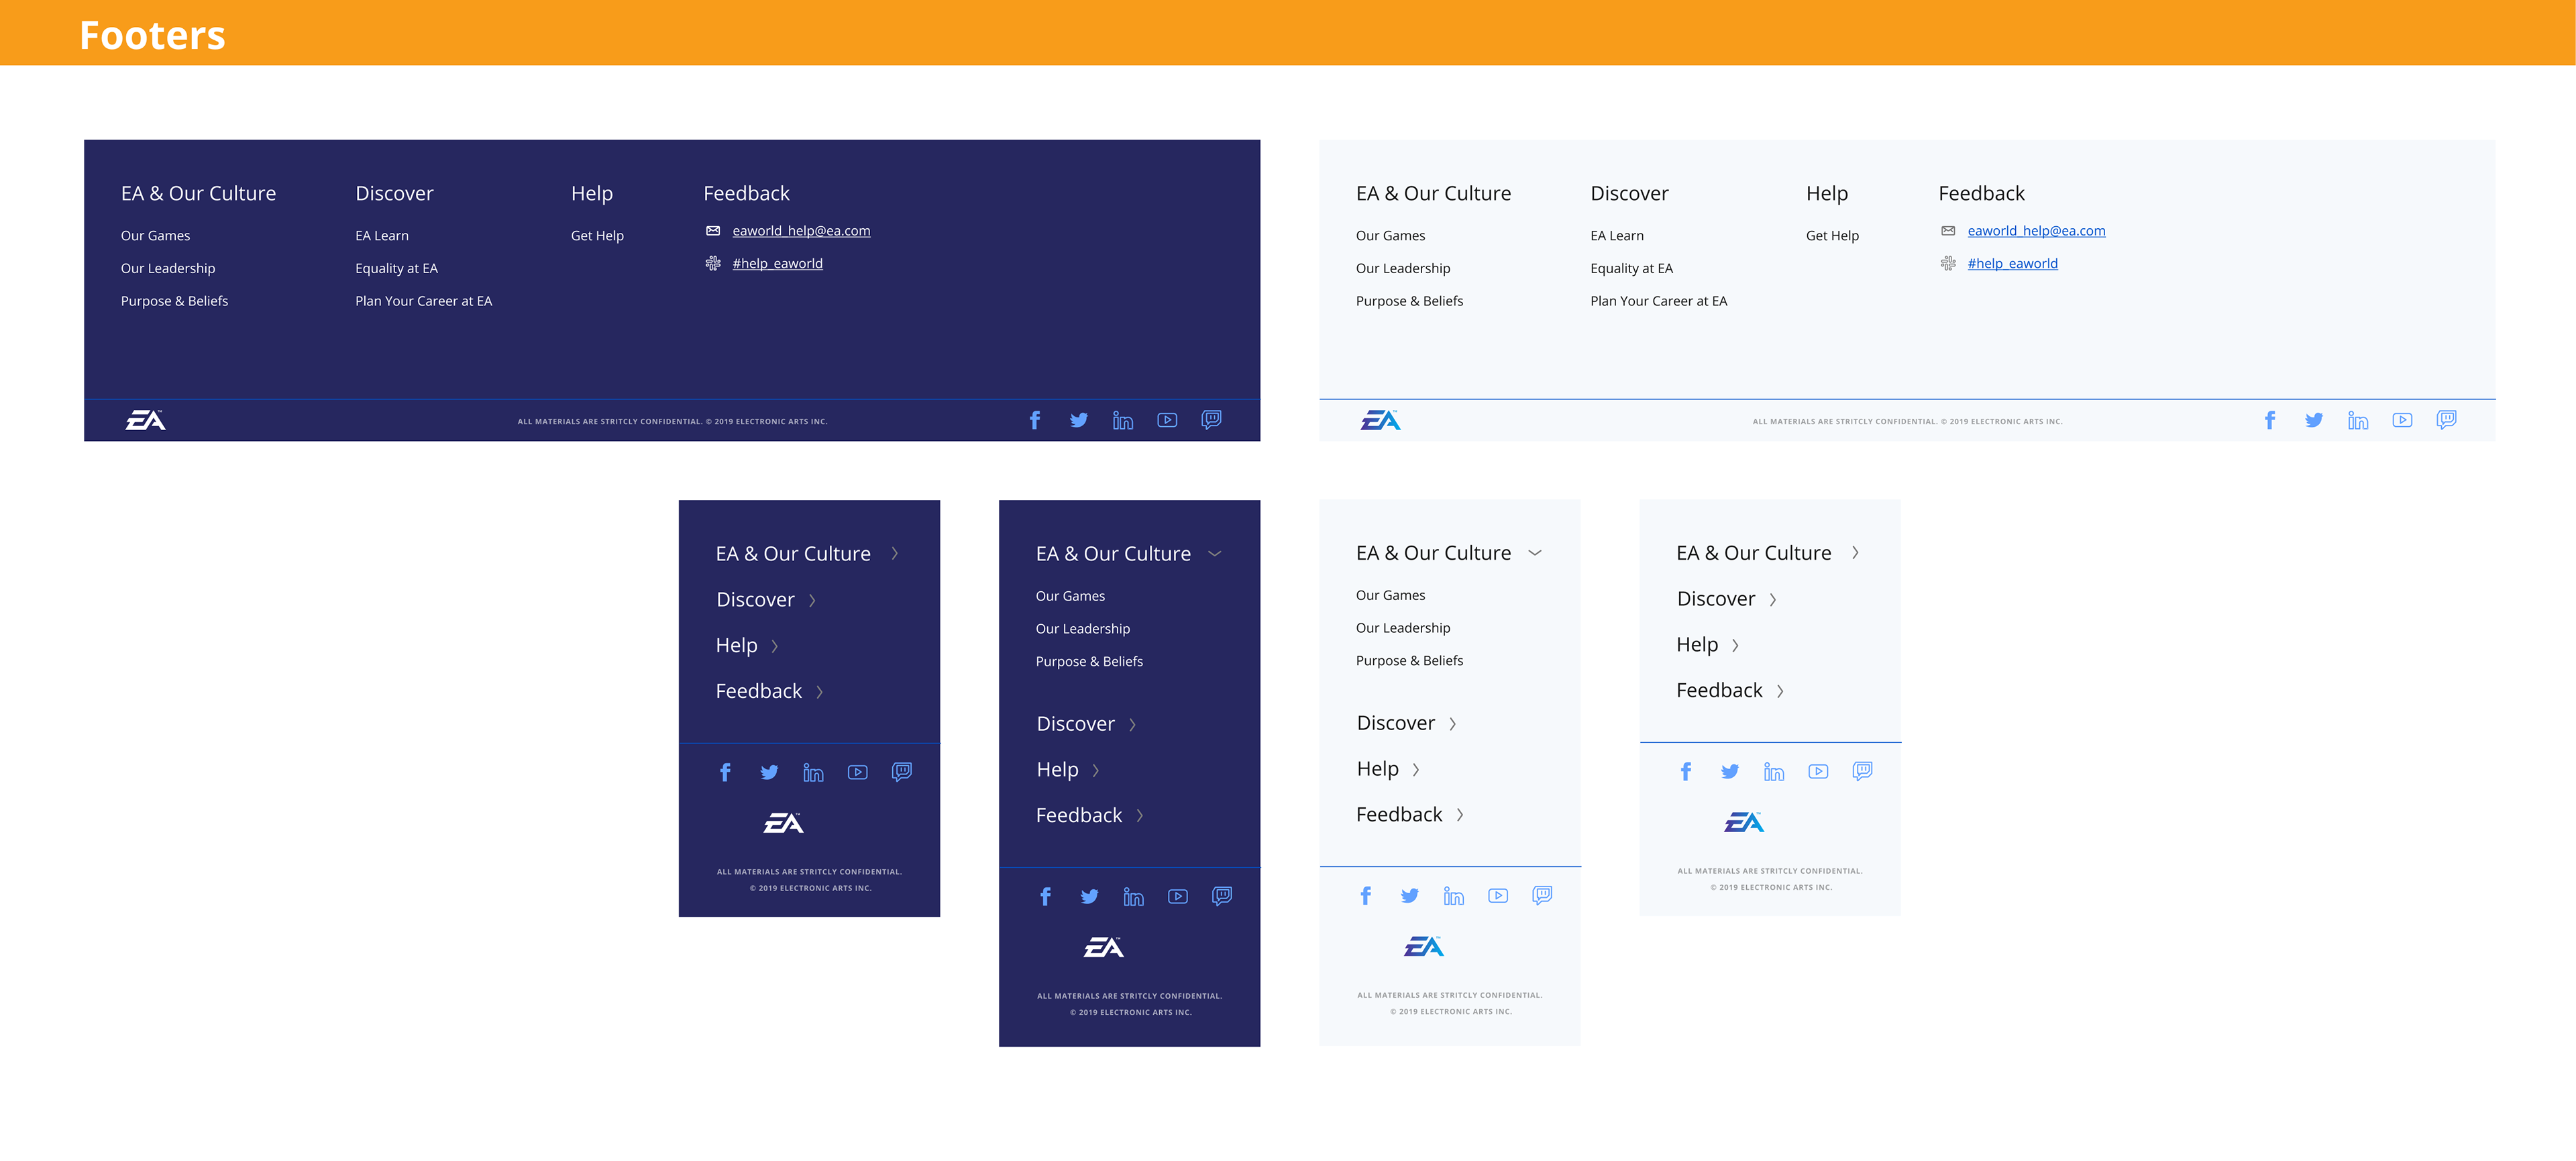 Footers
EA & Our Culture
Our Games
Our Leadership
Purpose & Beliefs
Discover
EA Learn
Equality at EA
Plan Your Career at EA
Help
Get Help
Feedback
eaworld_help@ea.com
#help_eaworld
EA
ALL MATERIALS ARE STRITCLY CONFIDENTIAL. © 2019 ELECTRONIC ARTS INC.
EA & Our Culture
Our Games
Our Leadership
Purpose & Beliefs
Discover
EA Learn
Equality at EA
Plan Your Career at EA
Help
Get Help
Feedback
eaworld_help@ea.com
#help_eaworld
EA
ALL MATERIALS ARE STRITCLY CONFIDENTIAL. © 2019 ELECTRONIC ARTS INC.
EA & Our Culture
Discover
Help
Feedback
EA
ALL MATERIALS ARE STRITCLY CONFIDENTIAL.
© 2019 ELECTRONIC ARTS INC.
EA & Our Culture
Our Games
Our Leadership
Purpose & Beliefs
Discover
Help
Feedback
EA
ALL MATERIALS ARE STRITCLY CONFIDENTIAL.
© 2019 ELECTRONIC ARTS INC.
EA & Our Culture
Our Games
Our Leadership
Purpose & Beliefs
Discover
Help
Feedback
EA
ALL MATERIALS ARE STRITCLY CONFIDENTIAL.
© 2019 ELECTRONIC ARTS INC.
EA & Our Culture
Discover
Help
Feedback
EA
ALL MATERIALS ARE STRITCLY CONFIDENTIAL.
© 2019 ELECTRONIC ARTS INC.